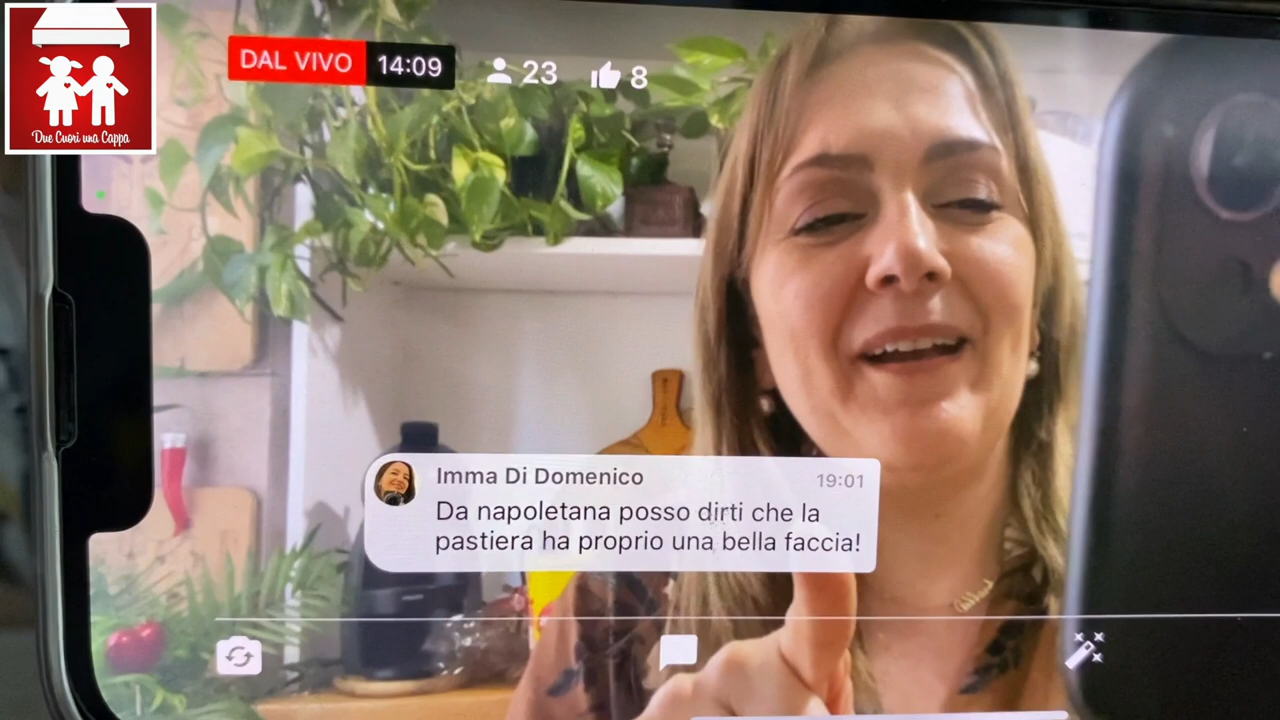 Due Cuori una Cappa
DAL VIVO 14:09 23 8
Imma Di Domenico 19:01
Da napoletana posso dirti che la
pastiera ha proprio una bella faccia!